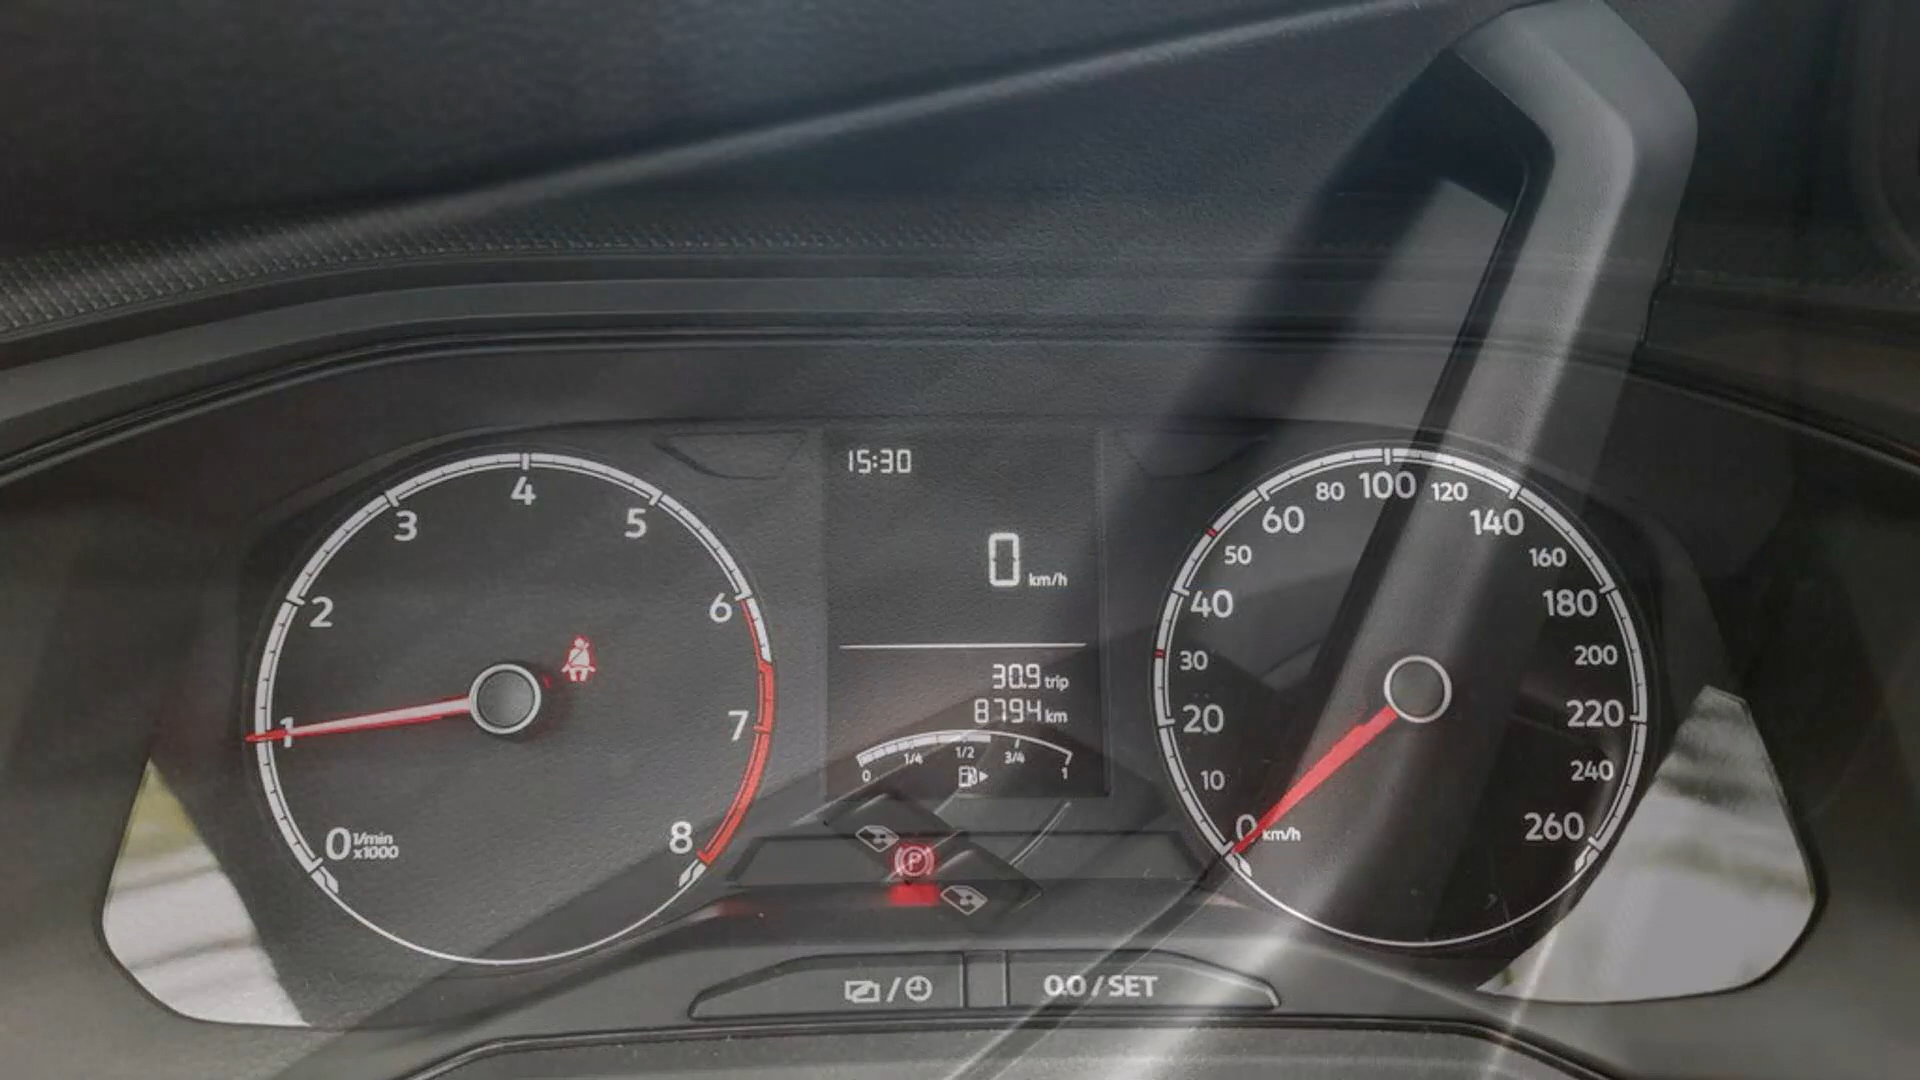 15:30
0 km/h
30.9 trip
8794 km
0 1/4 1/2 3/4 1
0 1 2 3 4 5 6 7 8
1/min
x1000
0 10 20 30 40 50 60 80 100 120 140 160 180 200 220 240 260
km/h
P
0.0 / SET